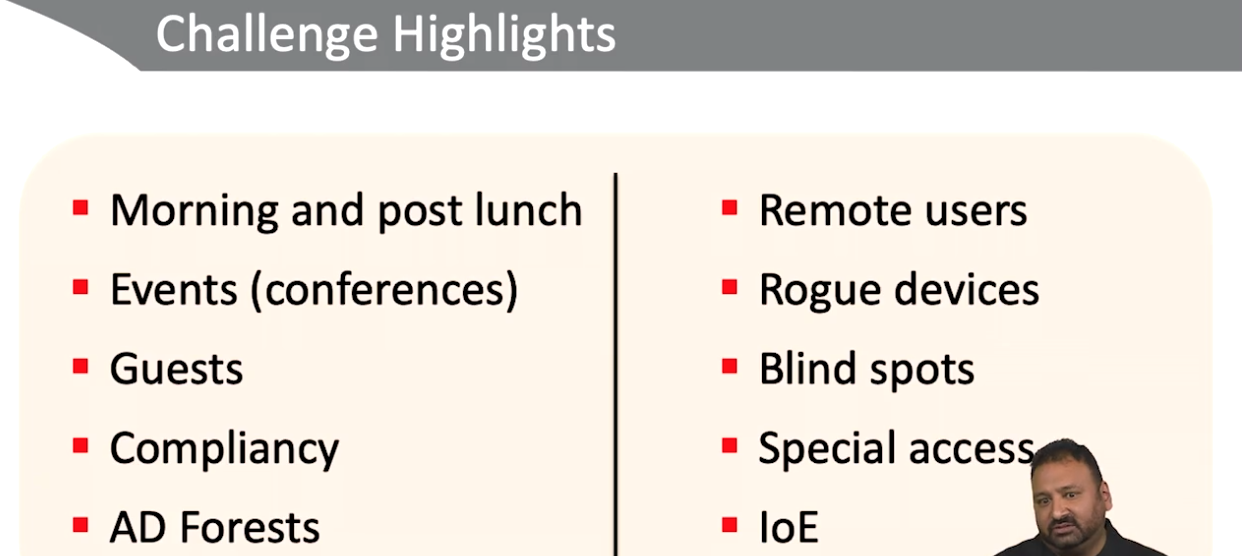 Challenge Highlights
Morning and post lunch
Events (conferences)
Guests
Compliancy
AD Forests
Remote users
Rogue devices
Blind spots
Special access
IoE